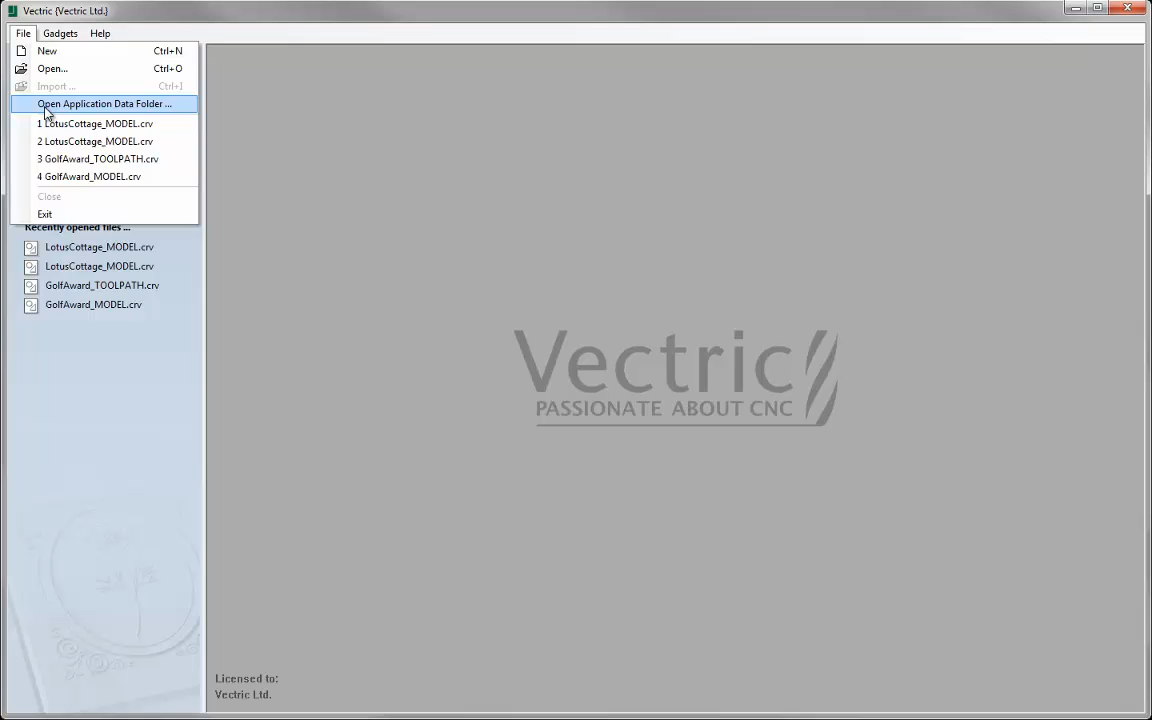 Vectric {Vectric Ltd.}
File Gadgets Help
New Ctrl+N
Open... Ctrl+O
Import ... Ctrl+I
Open Application Data Folder ...
1 LotusCottage_MODEL.crv
2 LotusCottage_MODEL.crv
3 GolfAward_TOOLPATH.crv
4 GolfAward_MODEL.crv
Close
Exit
Recently opened files ...
LotusCottage_MODEL.crv
LotusCottage_MODEL.crv
GolfAward_TOOLPATH.crv
GolfAward_MODEL.crv
Vectric
PASSIONATE ABOUT CNC
Licensed to:
Vectric Ltd.